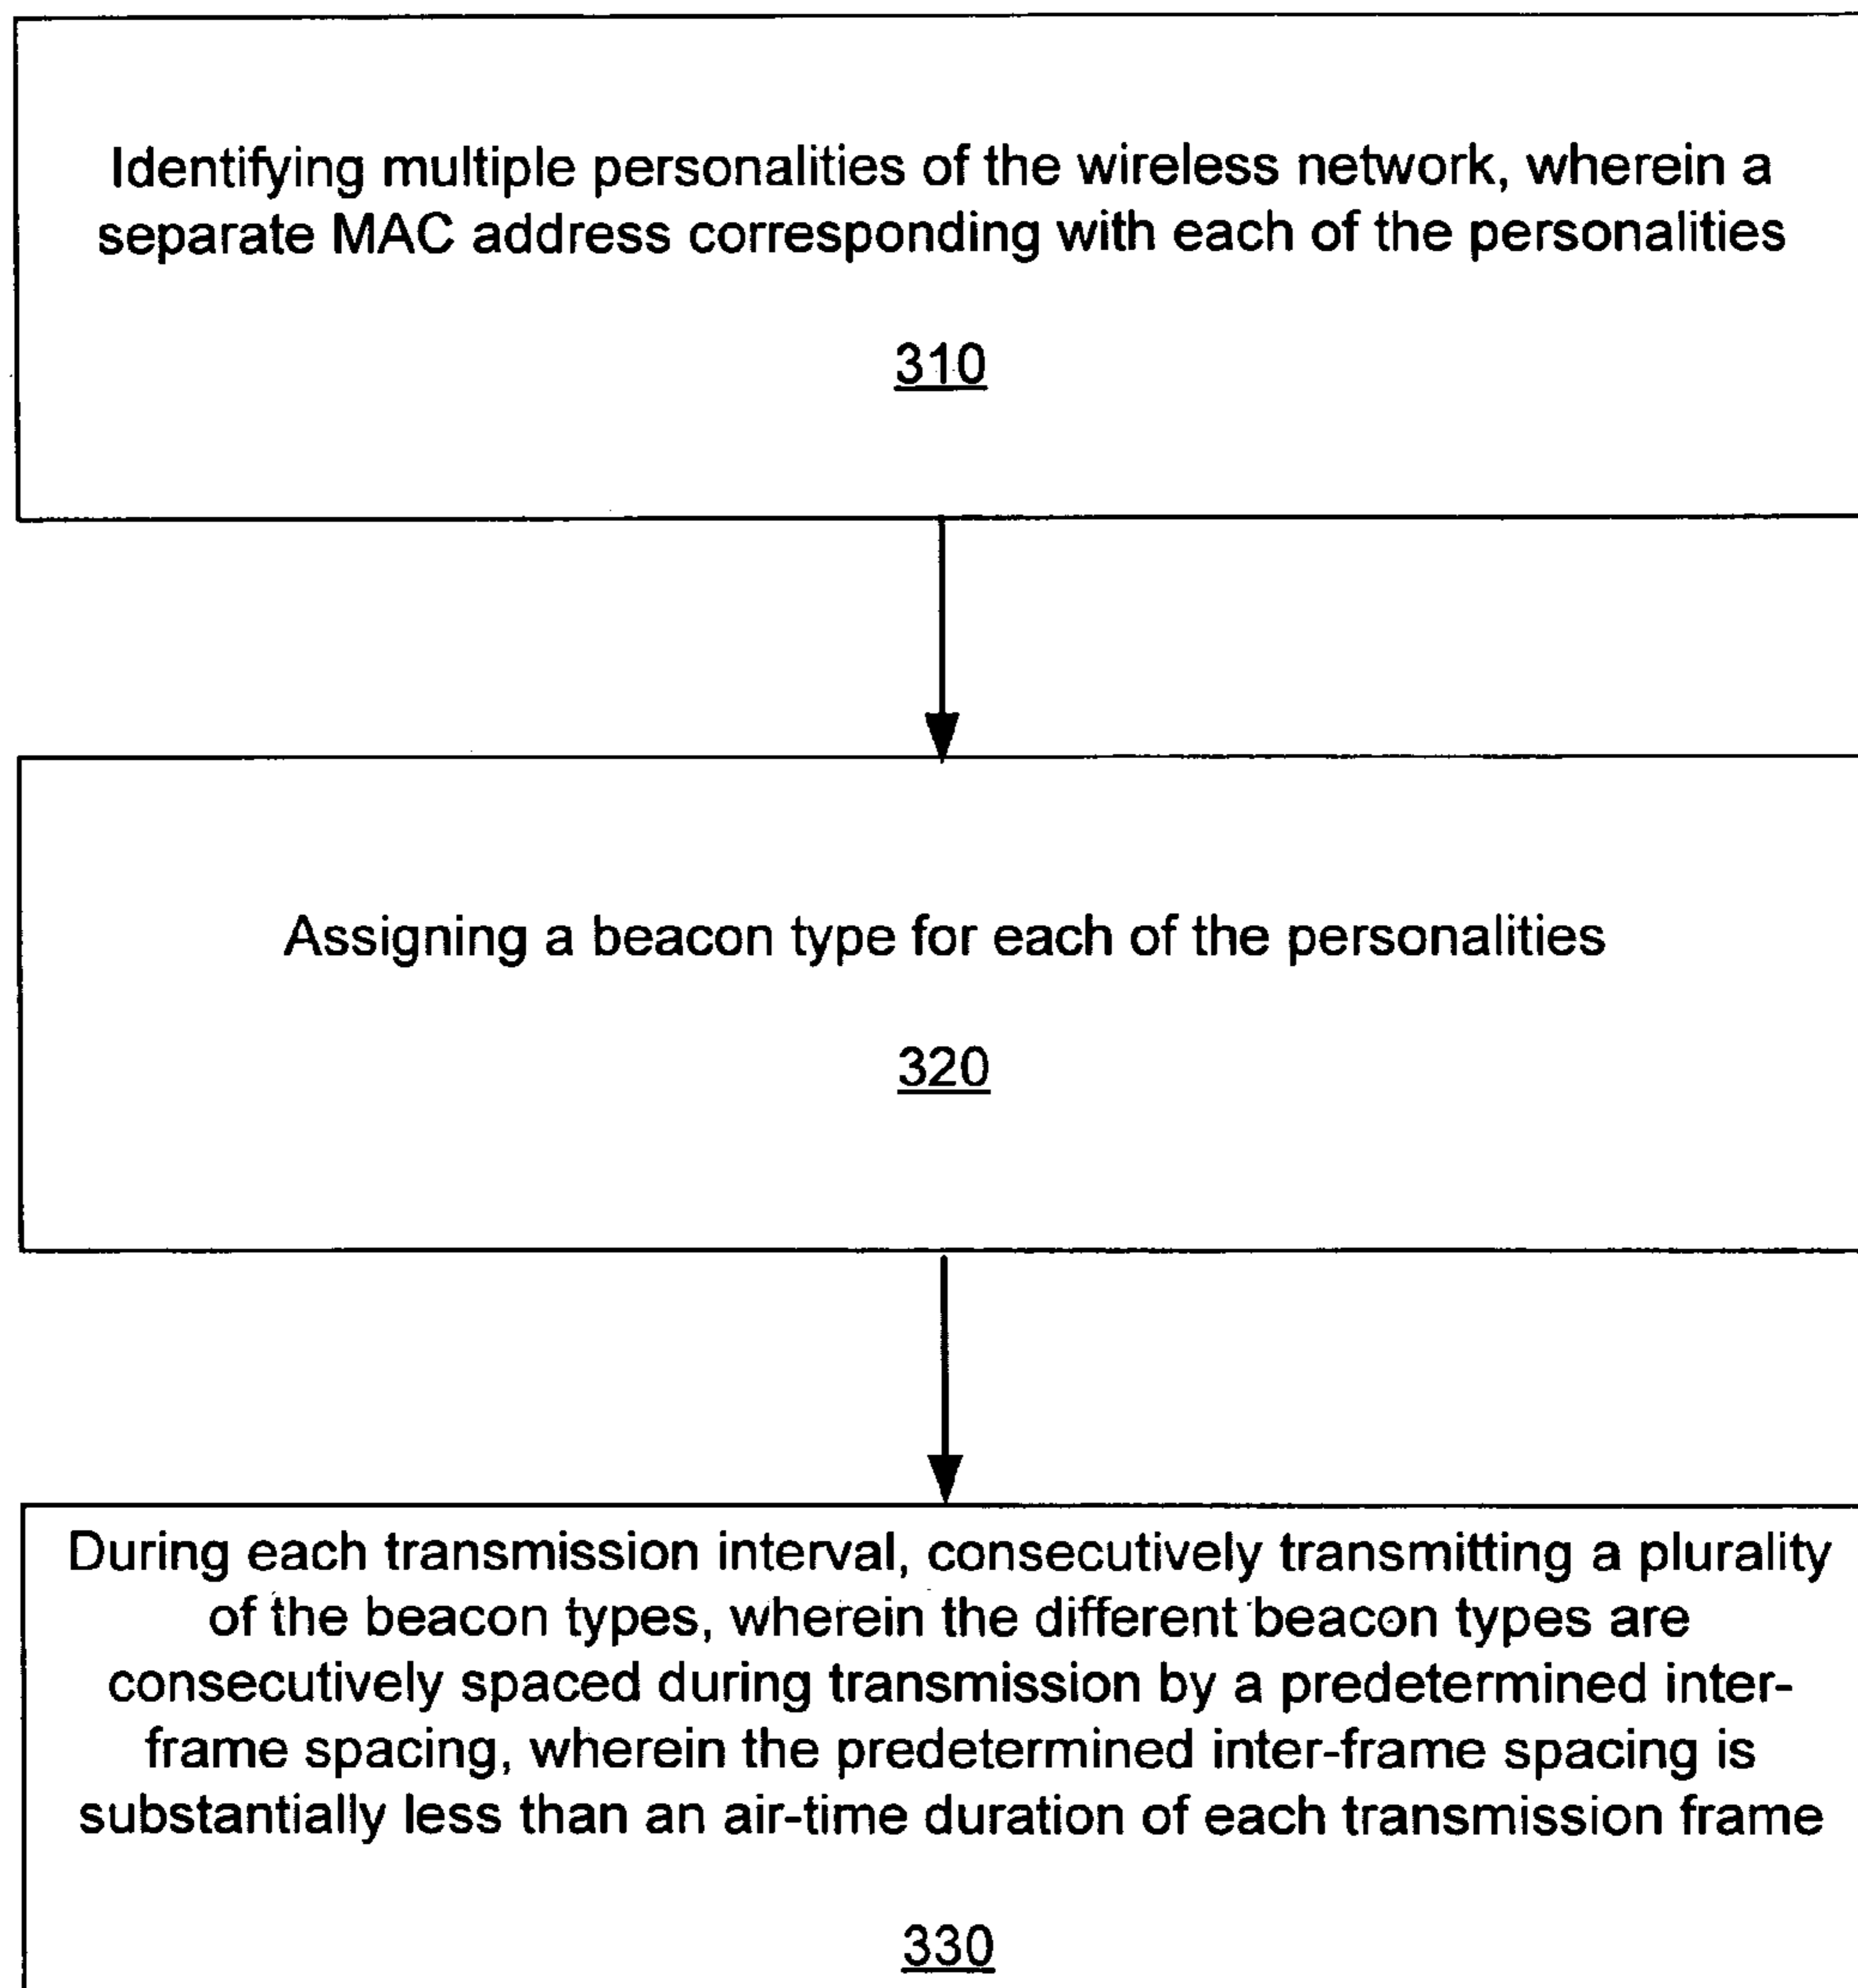 Identifying multiple personalities of the wireless network, wherein a
separate MAC address corresponding with each of the personalities
310
Assigning a beacon type for each of the personalities
320
During each transmission interval, consecutively transmitting a plurality
of the beacon types, wherein the different beacon types are
consecutively spaced during transmission by a predetermined inter-
frame spacing, wherein the predetermined inter-frame spacing is
substantially less than an air-time duration of each transmission frame
330